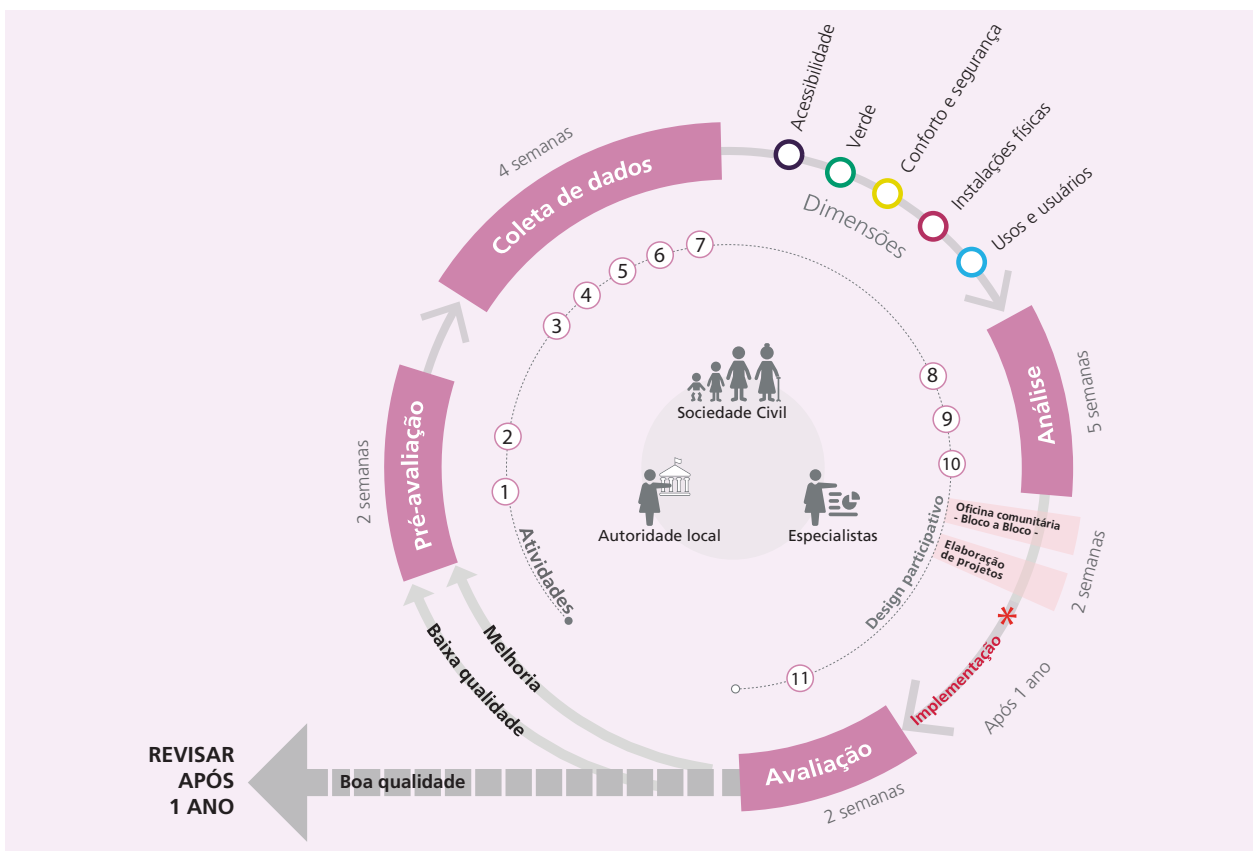 Acessibilidade
Verde
Conforto e segurança
Instalações físicas
Usos e usuários
Dimensões
4 semanas
Coleta de dados
7
6
5
4
3
2
1
Atividades
2 semanas
Pré-avaliação
Sociedade Civil
Autoridade local
Especialistas
8
9
10
Análise
5 semanas
Oficina comunitária
- Bloco a Bloco -
Elaboração
de projetos
2 semanas
Design participativo
*
Implementação
Após 1 ano
11
Avaliação
2 semanas
Melhoria
Baixa qualidade
Boa qualidade
REVISAR
APÓS
1 ANO